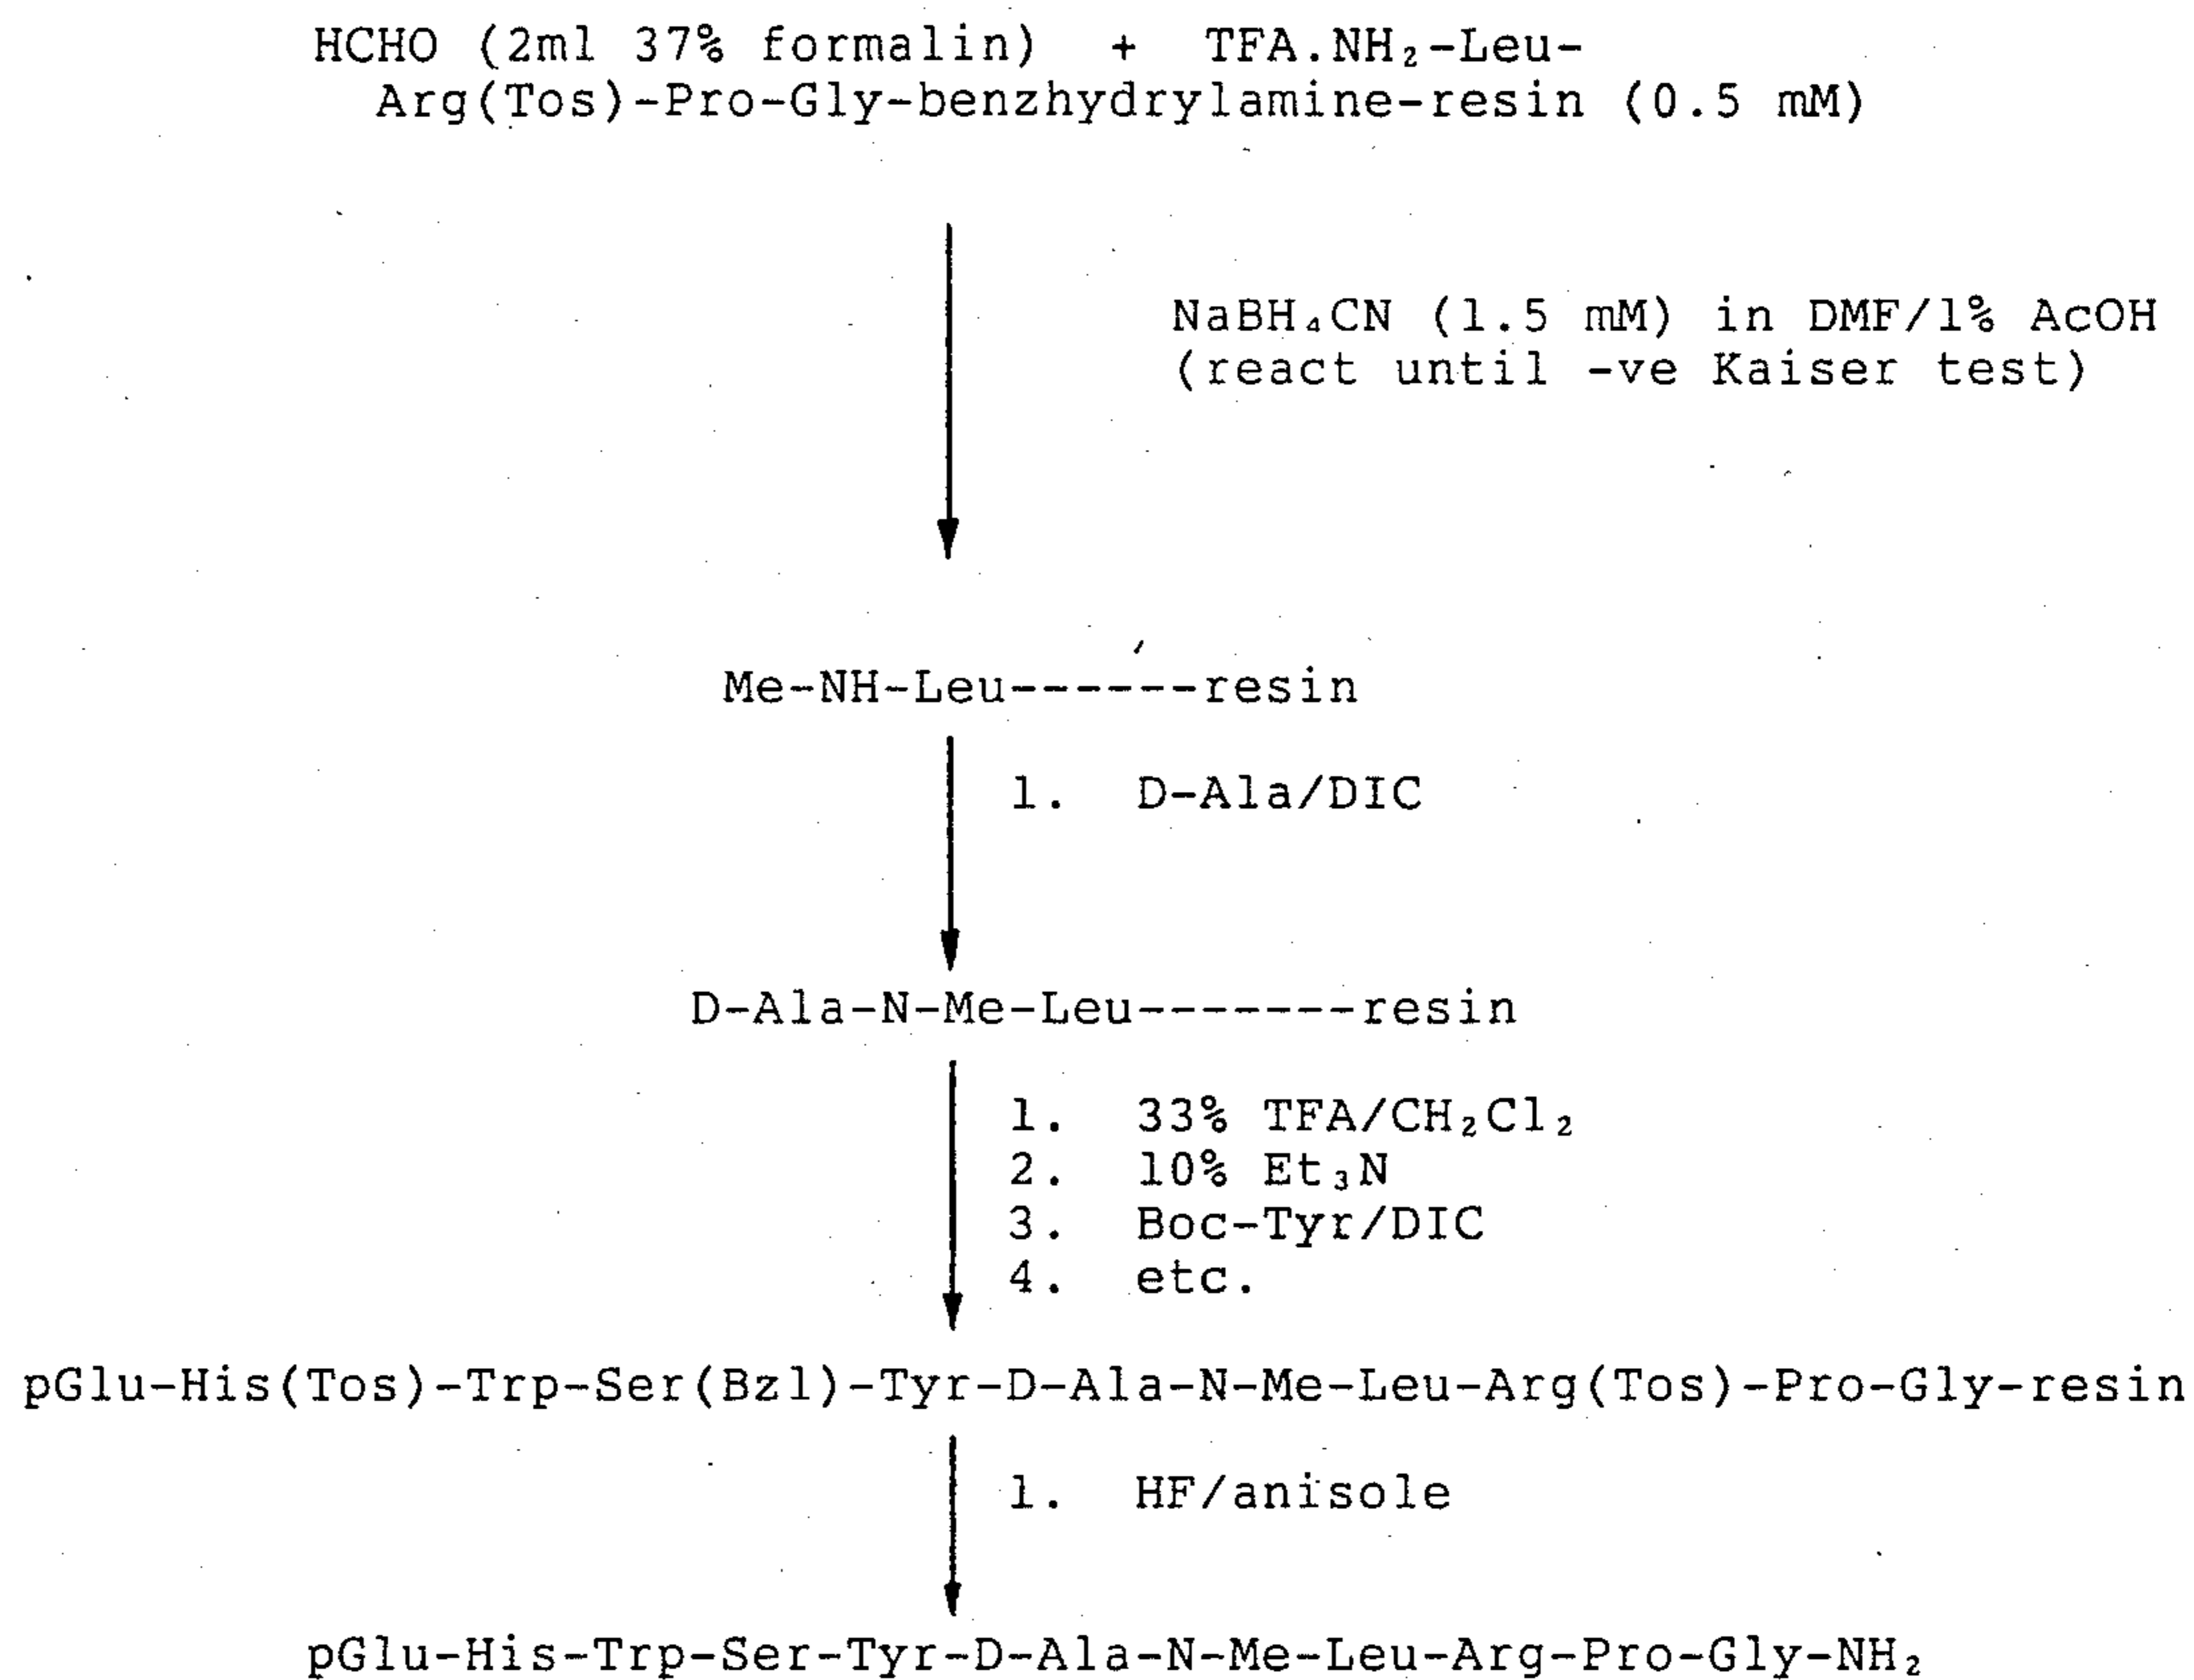 HCHO (2ml 37% formalin) + TFA.NH₂-Leu-
Arg(Tos)-Pro-Gly-benzhydrylamine-resin (0.5 mM)
NaBH₄CN (1.5 mM) in DMF/1% AcOH
(react until -ve Kaiser test)
Me-NH-Leu------resin
1. D-Ala/DIC
D-Ala-N-Me-Leu-------resin
1. 33% TFA/CH₂Cl₂
2. 10% Et₃N
3. Boc-Tyr/DIC
4. etc.
pGlu-His(Tos)-Trp-Ser(Bzl)-Tyr-D-Ala-N-Me-Leu-Arg(Tos)-Pro-Gly-resin
1. HF/anisole
pGlu-His-Trp-Ser-Tyr-D-Ala-N-Me-Leu-Arg-Pro-Gly-NH₂